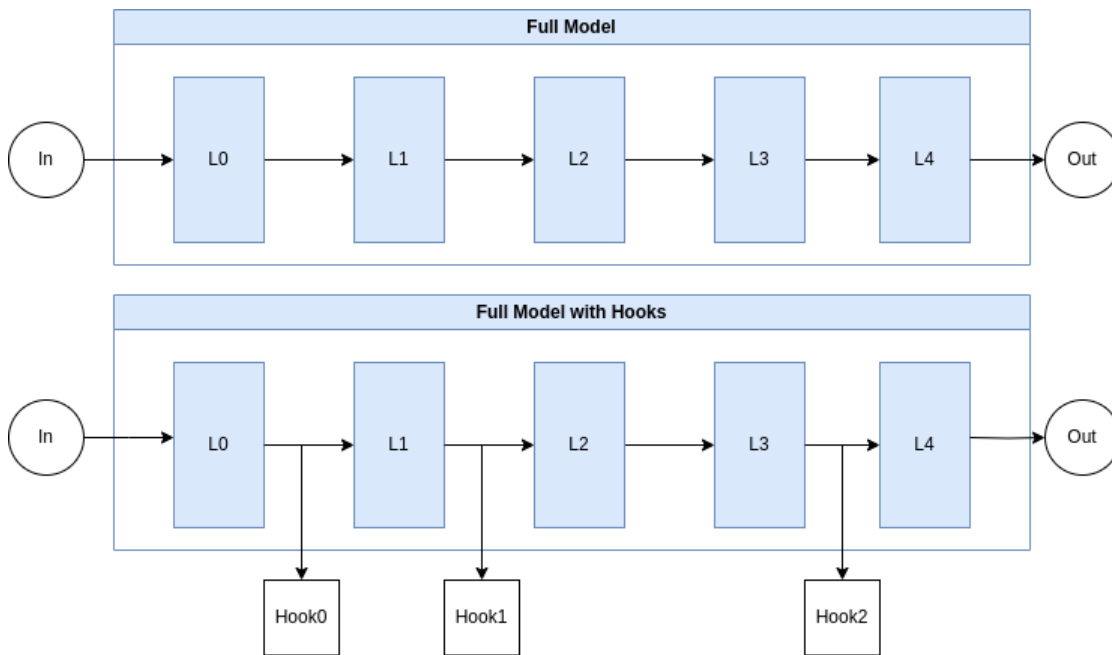 Full Model
In
L0
L1
L2
L3
L4
Out
Full Model with Hooks
In
L0
L1
L2
L3
L4
Out
Hook0
Hook1
Hook2